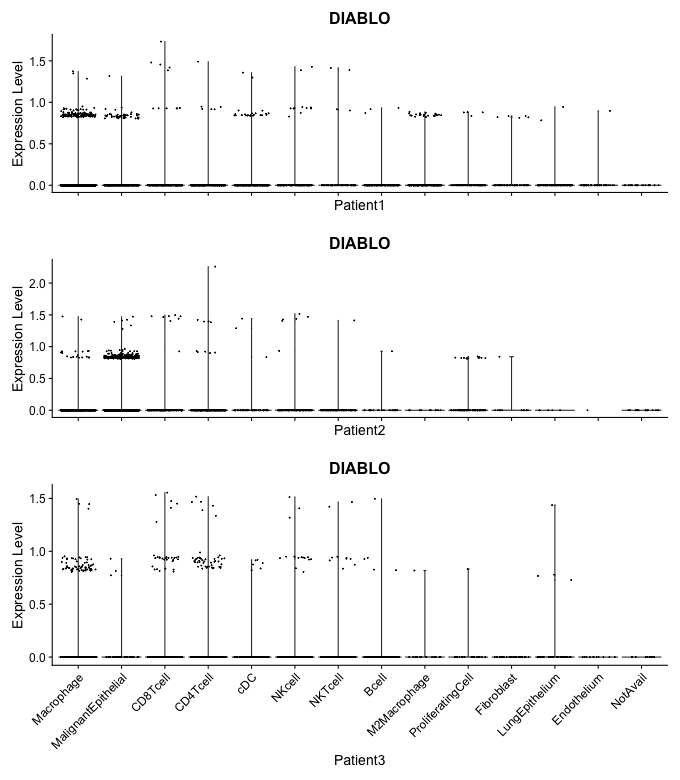 DIABLO
Expression Level
1.5
1.0
0.5
0.0
Patient1
DIABLO
Expression Level
2.0
1.5
1.0
0.5
0.0
Patient2
DIABLO
Expression Level
1.5
1.0
0.5
0.0
Macrophage
MalignantEpithelial
CD8Tcell
CD4Tcell
cDC
NKcell
NKTcell
Bcell
M2Macrophage
ProliferatingCell
Fibroblast
LungEpithelium
Endothelium
NotAvail
Patient3